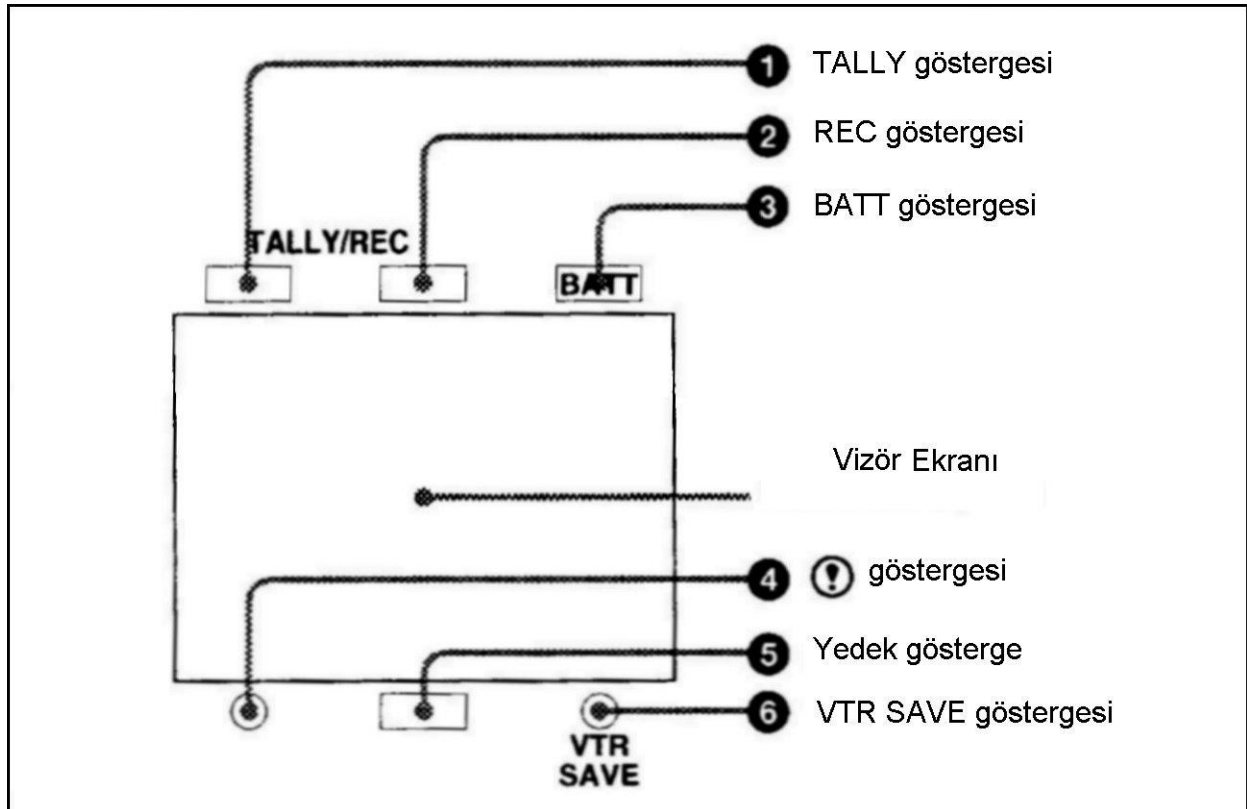 1 TALLY göstergesi
2 REC göstergesi
3 BATT göstergesi
TALLY/REC
BATT
Vizör Ekranı
4 ! göstergesi
5 Yedek gösterge
6 VTR SAVE göstergesi
VTR
SAVE